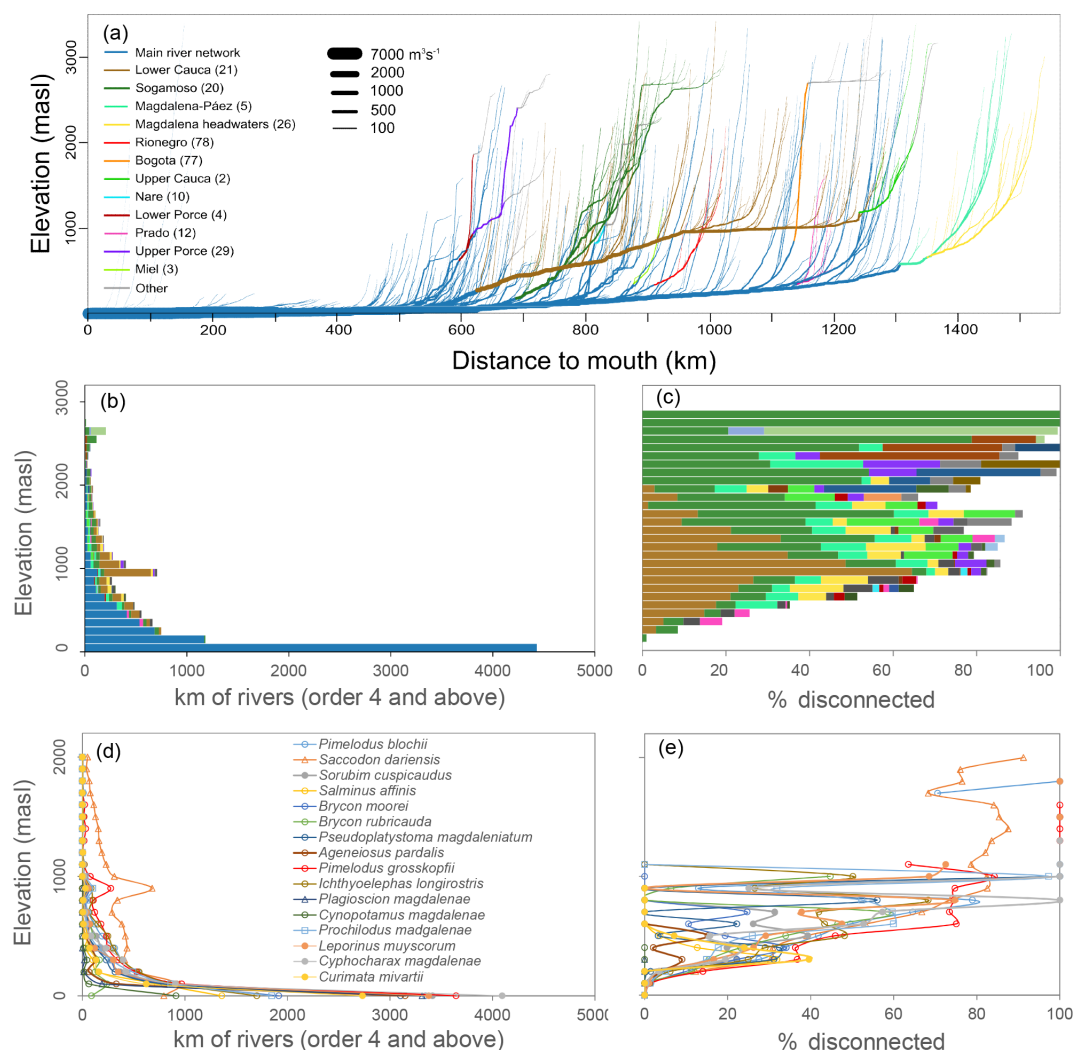 (a)
Elevation (masl)
3000
2000
1000
0
Main river network
Lower Cauca (21)
Sogamoso (20)
Magdalena-Páez (5)
Magdalena headwaters (26)
Rionegro (78)
Bogota (77)
Upper Cauca (2)
Nare (10)
Lower Porce (4)
Prado (12)
Upper Porce (29)
Miel (3)
Other
7000 m³s⁻¹
2000
1000
500
100
0 200 400 600 800 1000 1200 1400
Distance to mouth (km)
(b)
Elevation (masl)
3000
2000
1000
0
0 1000 2000 3000 4000 5000
km of rivers (order 4 and above)
(c)
0 20 40 60 80 100
% disconnected
(d)
Elevation (masl)
2000
1000
0
Pimelodus blochii
Saccodon dariensis
Sorubim cuspicaudus
Salminus affinis
Brycon moorei
Brycon rubricauda
Pseudoplatystoma magdaleniatum
Ageneiosus pardalis
Pimelodus grosskopfii
Ichthyoelephas longirostris
Plagioscion magdalenae
Cynopotamus magdalenae
Prochilodus madgalenae
Leporinus muyscorum
Cyphocharax magdalenae
Curimata mivartii
0 1000 2000 3000 4000 5000
km of rivers (order 4 and above)
(e)
0 20 40 60 80 100
% disconnected